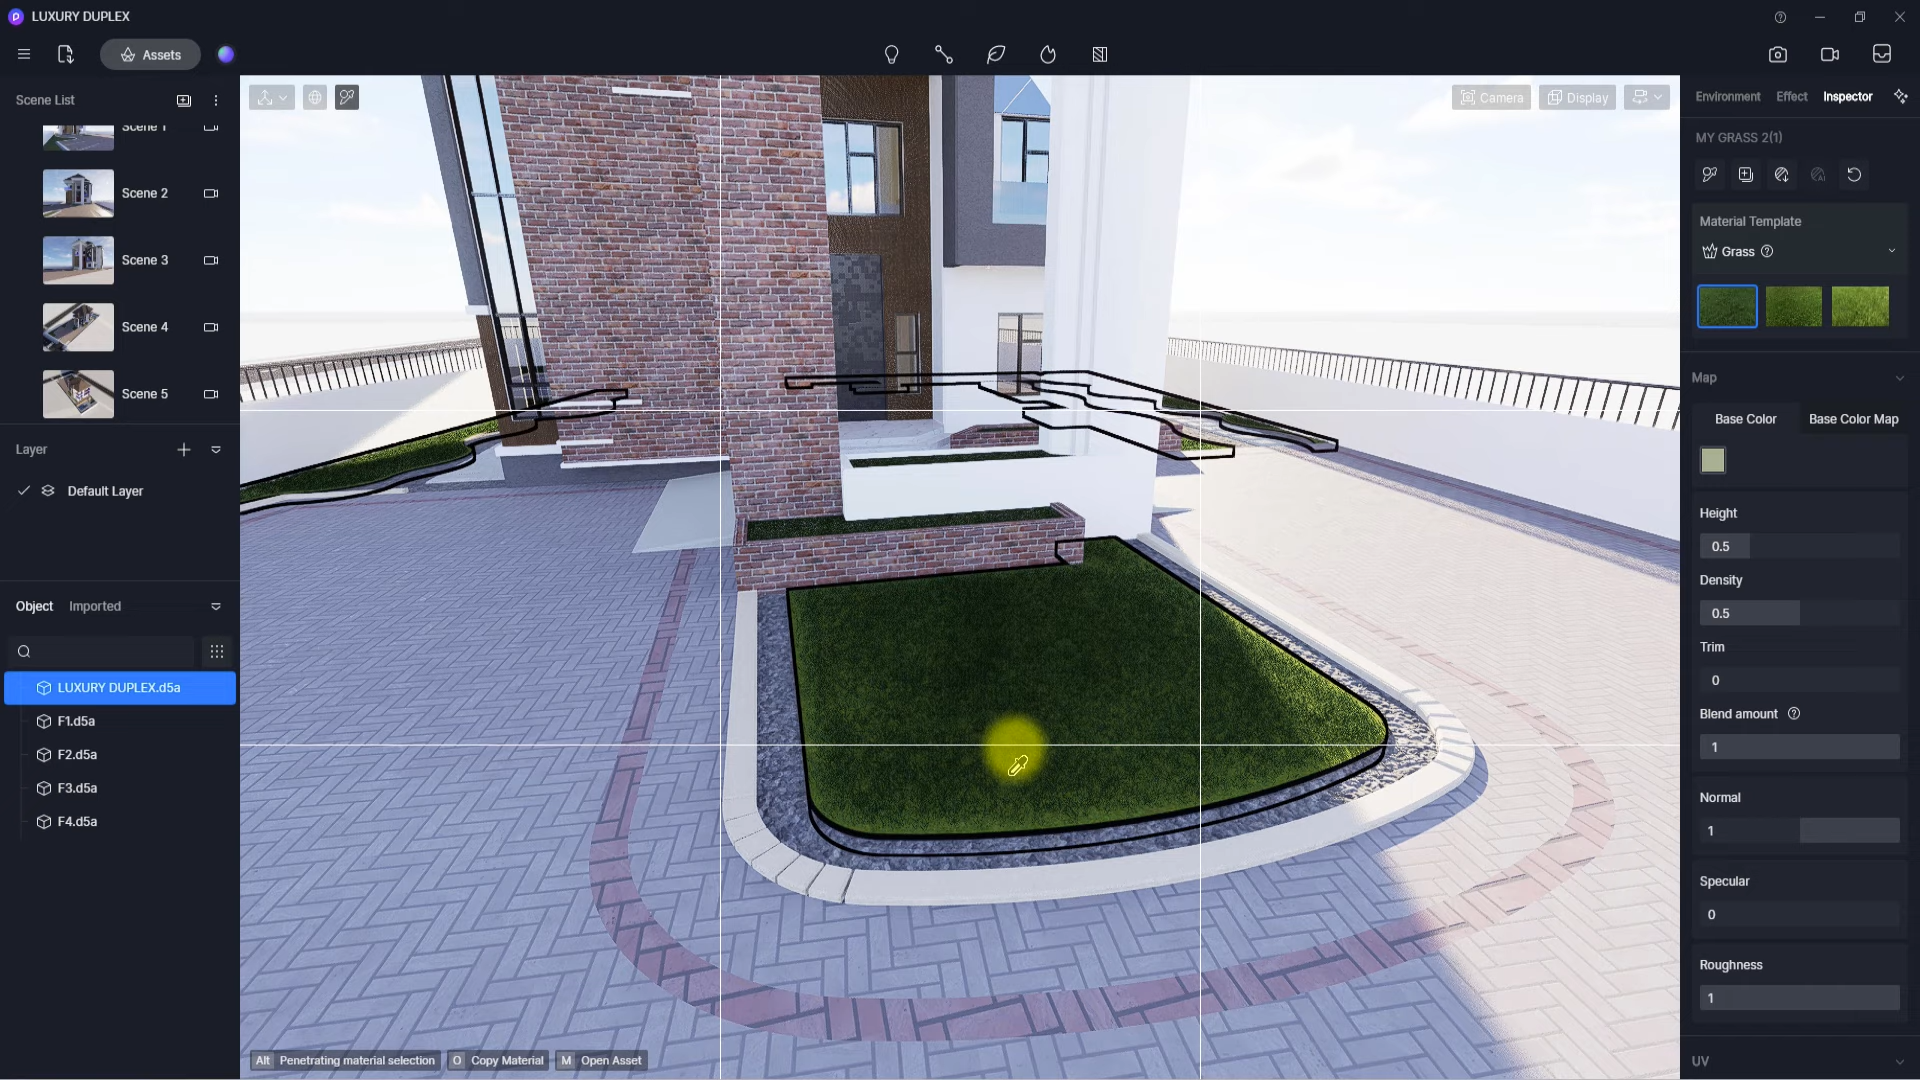 LUXURY DUPLEX
Assets
Scene List
Scene 1
Scene 2
Scene 3
Scene 4
Scene 5
Layer
Default Layer
Object Imported
LUXURY DUPLEX.d5a
F1.d5a
F2.d5a
F3.d5a
F4.d5a
Camera Display
Alt Penetrating material selection O Copy Material M Open Asset
Environment Effect Inspector
MY GRASS 2(1)
Material Template
Grass
Map
Base Color Base Color Map
Height
0.5
Density
0.5
Trim
0
Blend amount
1
Normal
1
Specular
0
Roughness
1
UV